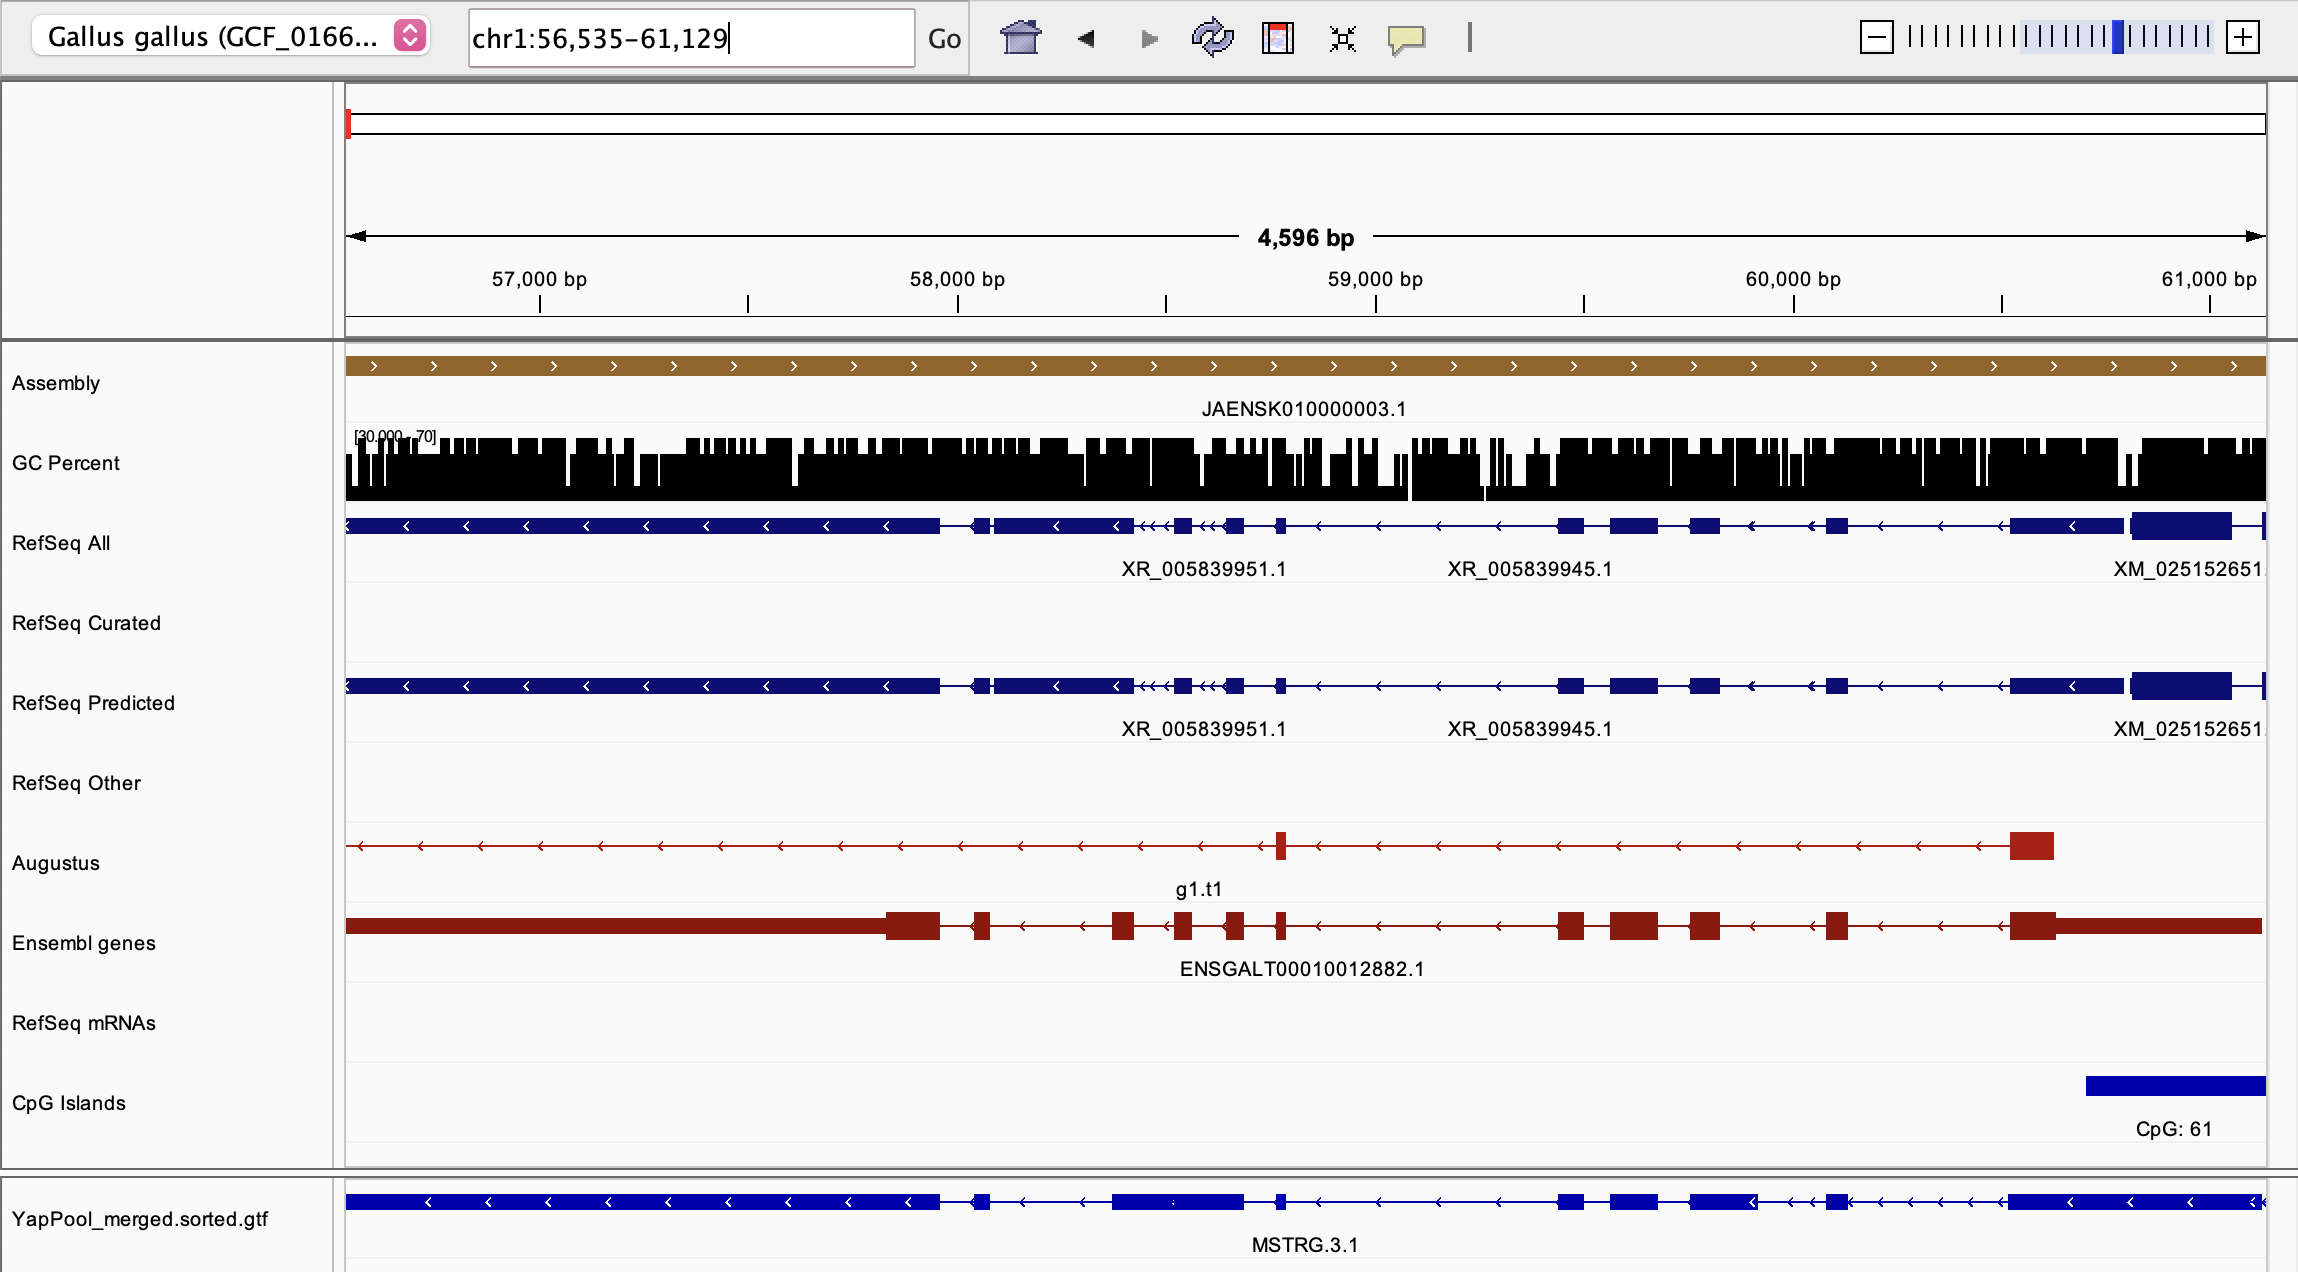 Gallus gallus (GCF_0166...
chr1:56,535-61,129
Go
4,596 bp
57,000 bp 58,000 bp 59,000 bp 60,000 bp 61,000 bp
Assembly
JAENSK010000003.1
[30.000 - 70]
GC Percent
RefSeq All
XR_005839951.1 XR_005839945.1 XM_025152651.
RefSeq Curated
RefSeq Predicted
XR_005839951.1 XR_005839945.1 XM_025152651.
RefSeq Other
Augustus
g1.t1
Ensembl genes
ENSGALT00010012882.1
RefSeq mRNAs
CpG Islands
CpG: 61
YapPool_merged.sorted.gtf
MSTRG.3.1